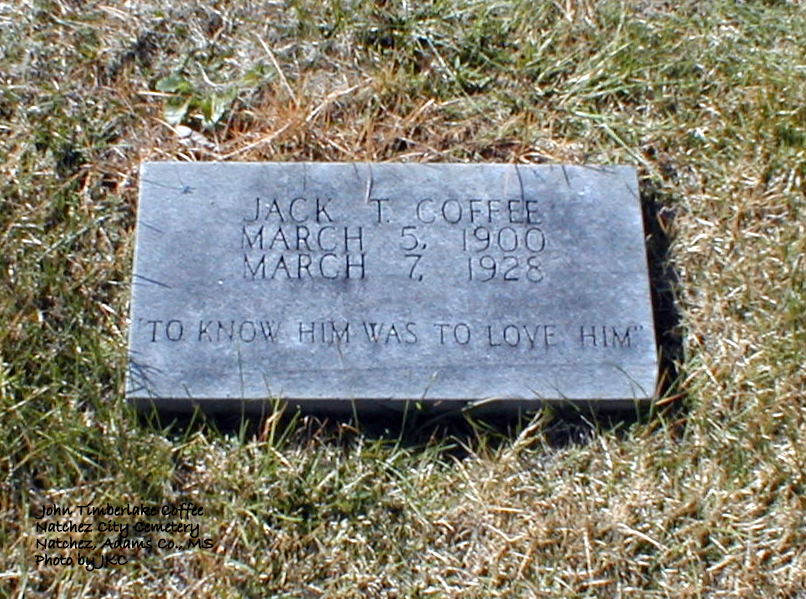 JACK T. COFFEE
MARCH 5, 1900
MARCH 7, 1928
"TO KNOW HIM WAS TO LOVE HIM"
John Timberlake Coffee
Natchez City Cemetery
Natchez, Adams Co., MS
Photo by JKC